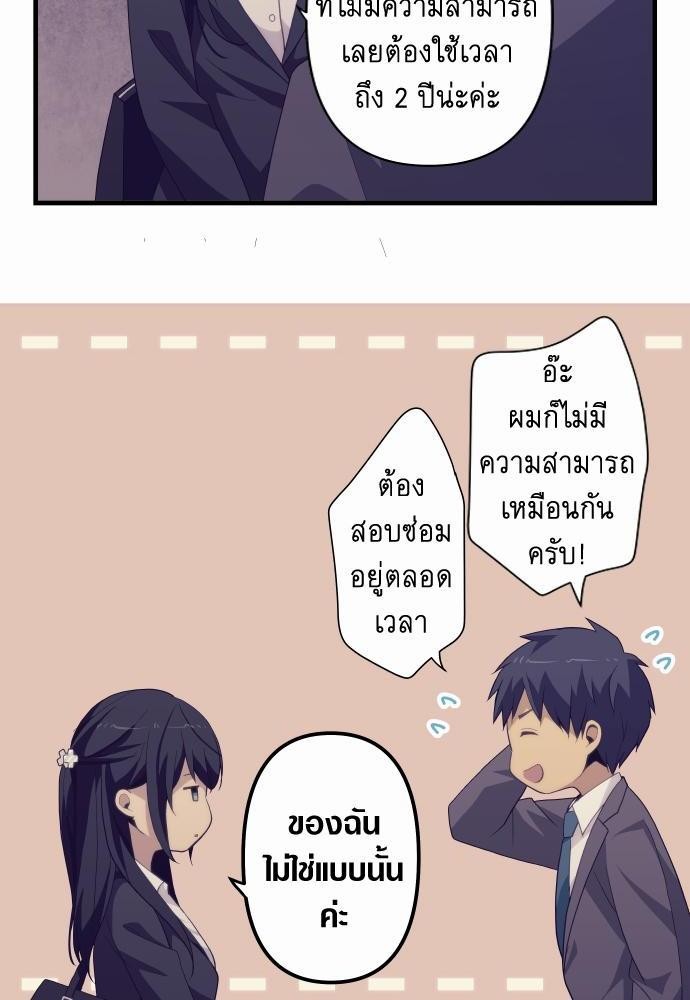 ที่ไม่มีความสามารถ
เลยต้องใช้เวลา
ถึง 2 ปีน่ะค่ะ
อ๊ะ
ผมก็ไม่มี
ความสามารถ
เหมือนกัน
ครับ!
ต้อง
สอบซ่อม
อยู่ตลอด
เวลา
ของฉัน
ไม่ใช่แบบนั้น
ค่ะ